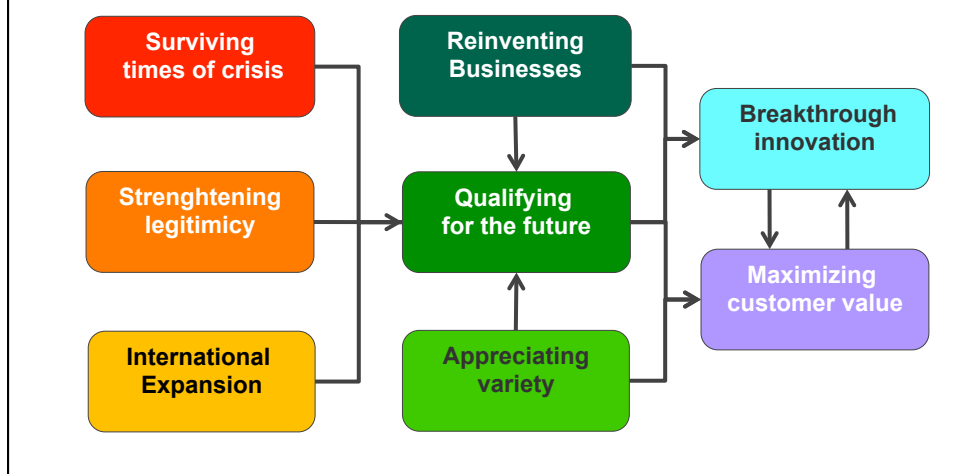 Surviving
times of crisis
Reinventing
Businesses
Breakthrough
innovation
Strenghtening
legitimicy
Qualifying
for the future
Maximizing
customer value
International
Expansion
Appreciating
variety